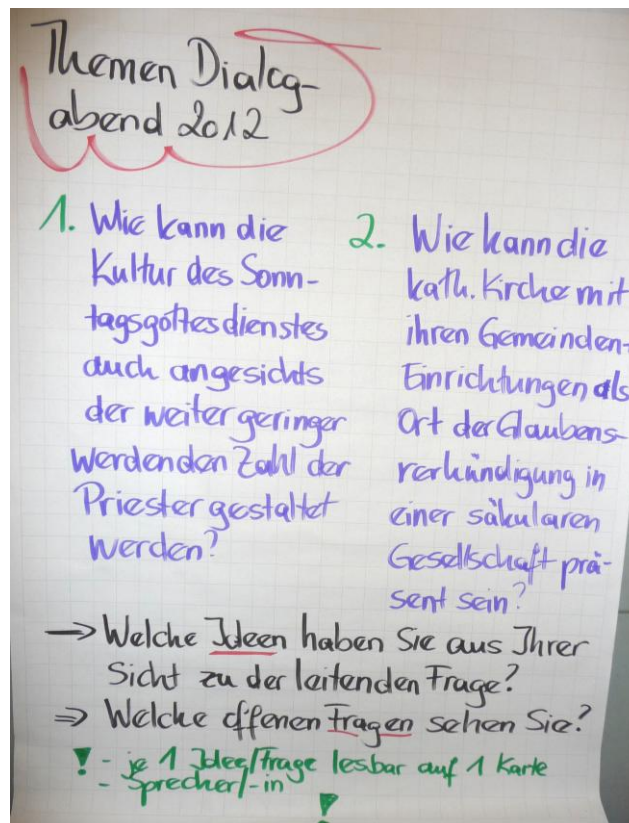 Themen Dialog-
abend 2012
1. Wie kann die
Kultur des Sonn-
tagsgottesdienstes
auch angesichts
der weiter geringer
werdenden Zahl der
Priester gestaltet
werden?
2. Wie kann die
kath. Kirche mit
ihren Gemeinden-
Einrichtungen als
Ort der Glaubens-
verkündigung in
einer säkularen
Gesellschaft prä-
sent sein?
→ Welche Ideen haben Sie aus Ihrer
Sicht zu der leitenden Frage?
⇒ Welche offenen Fragen sehen Sie?
! - je 1 Idee/Frage lesbar auf 1 Karte
- Sprecher/-in
!